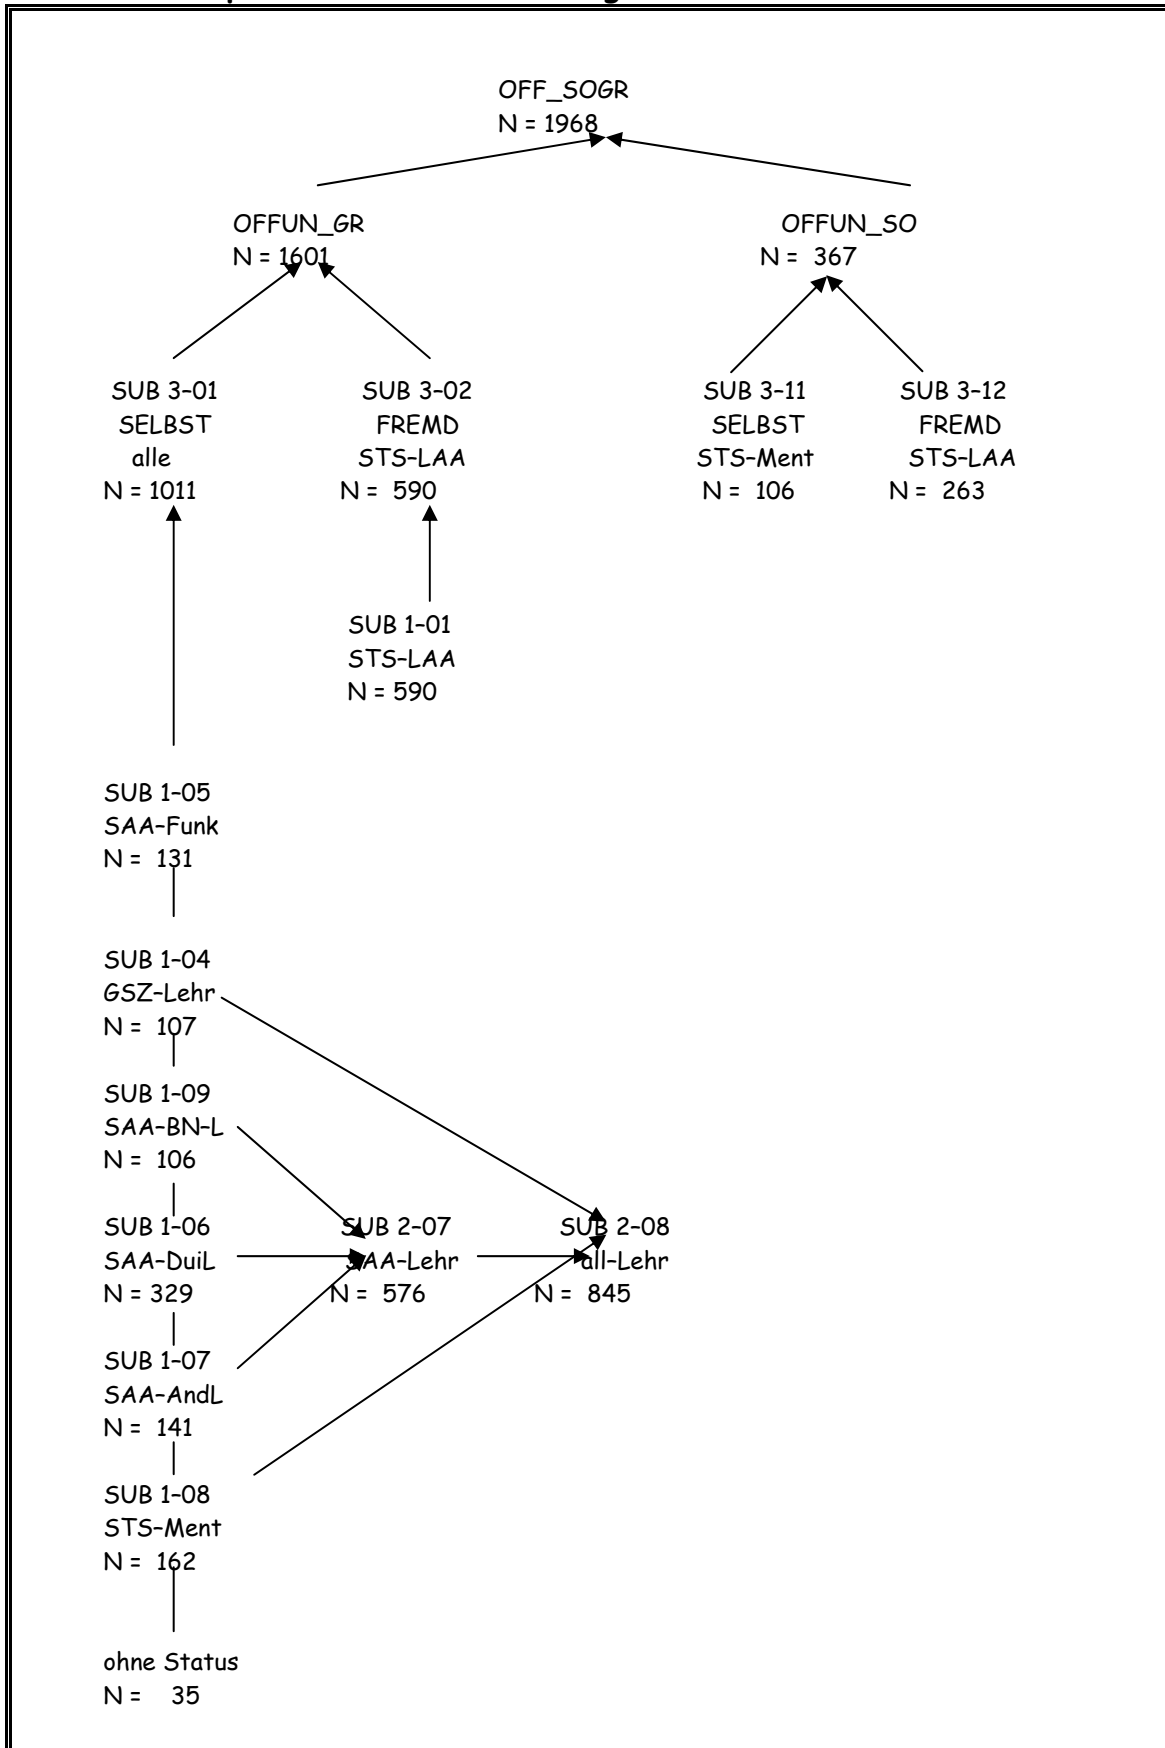 OFF_SOGR
N = 1968
OFFUN_GR
N = 1601
OFFUN_SO
N = 367
SUB 3-01
SELBST
alle
N = 1011
SUB 3-02
FREMD
STS-LAA
N = 590
SUB 3-11
SELBST
STS-Ment
N = 106
SUB 3-12
FREMD
STS-LAA
N = 263
SUB 1-01
STS-LAA
N = 590
SUB 1-05
SAA-Funk
N = 131
SUB 1-04
GSZ-Lehr
N = 107
SUB 1-09
SAA-BN-L
N = 106
SUB 1-06
SAA-DuiL
N = 329
SUB 2-07
SAA-Lehr
N = 576
SUB 2-08
all-Lehr
N = 845
SUB 1-07
SAA-AndL
N = 141
SUB 1-08
STS-Ment
N = 162
ohne Status
N = 35